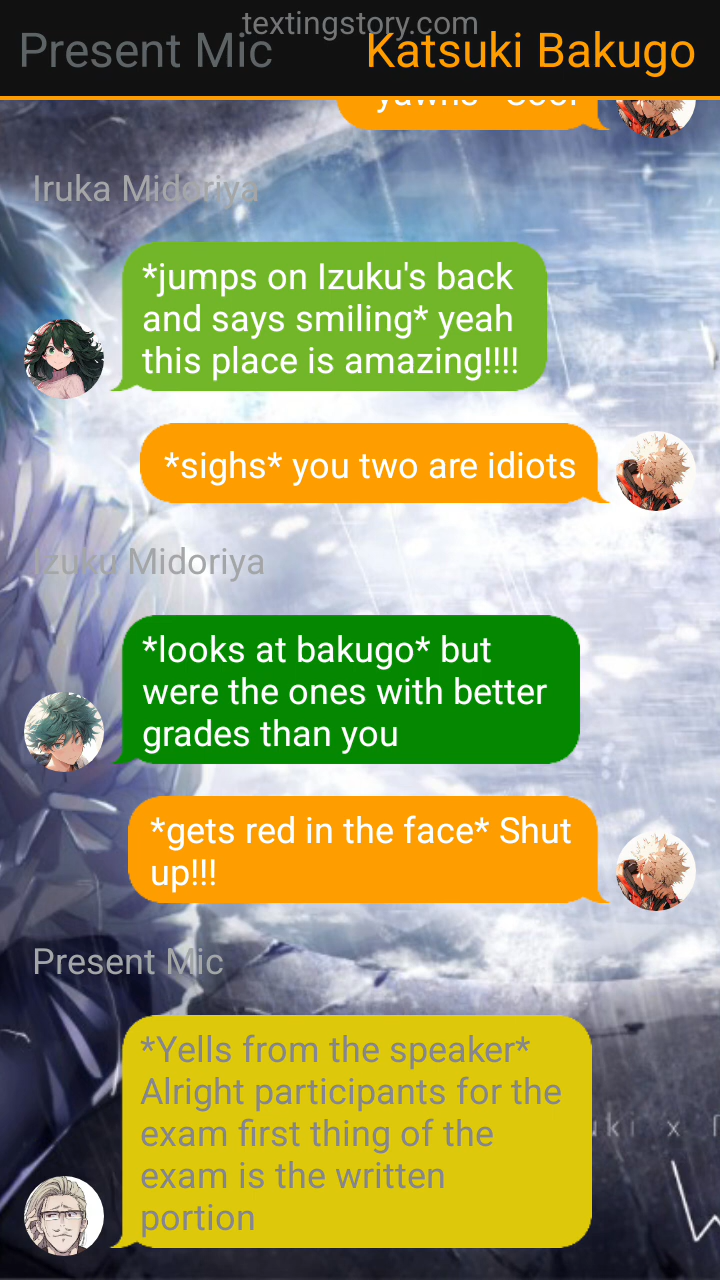 textingstory.com
Present Mic
Katsuki Bakugo
Iruka Midoriya
*jumps on Izuku's back
and says smiling* yeah
this place is amazing!!!!
*sighs* you two are idiots
Izuku Midoriya
*looks at bakugo* but
were the ones with better
grades than you
*gets red in the face* Shut
up!!!
Present Mic
*Yells from the speaker*
Alright participants for the
exam first thing of the
exam is the written
portion